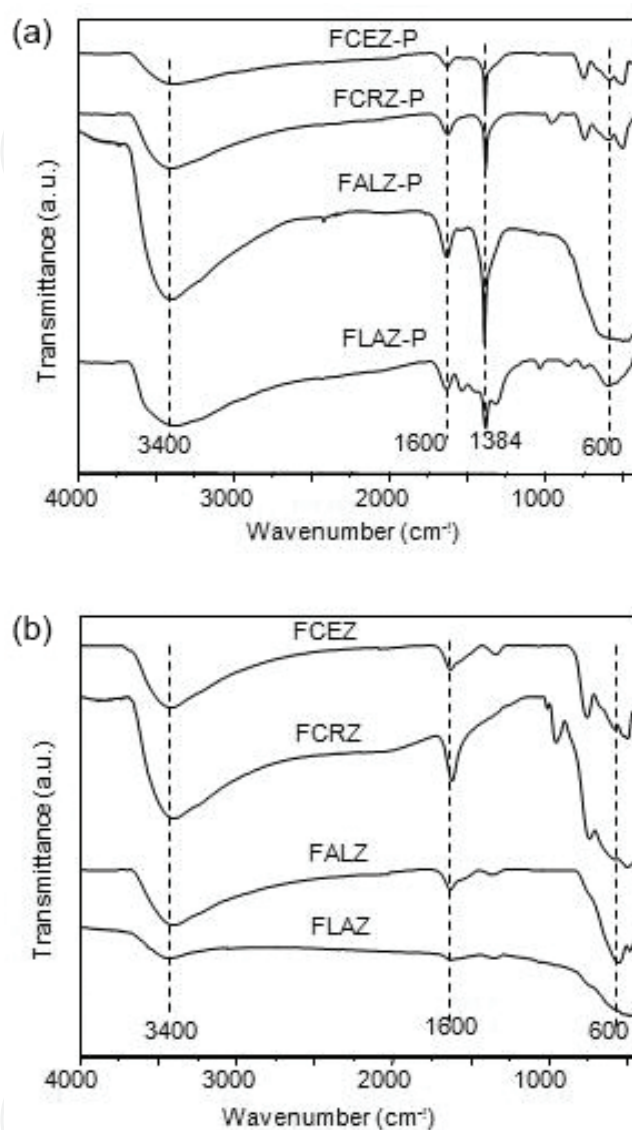 (a)
FCEZ-P
FCRZ-P
FALZ-P
FLAZ-P
3400
1600
1384
600
Transmittance (a.u.)
4000
3000
2000
1000
Wavenumber (cm⁻¹)
(b)
FCEZ
FCRZ
FALZ
FLAZ
3400
1600
600
Transmittance (a.u.)
4000
3000
2000
1000
Wavenumber (cm⁻¹)